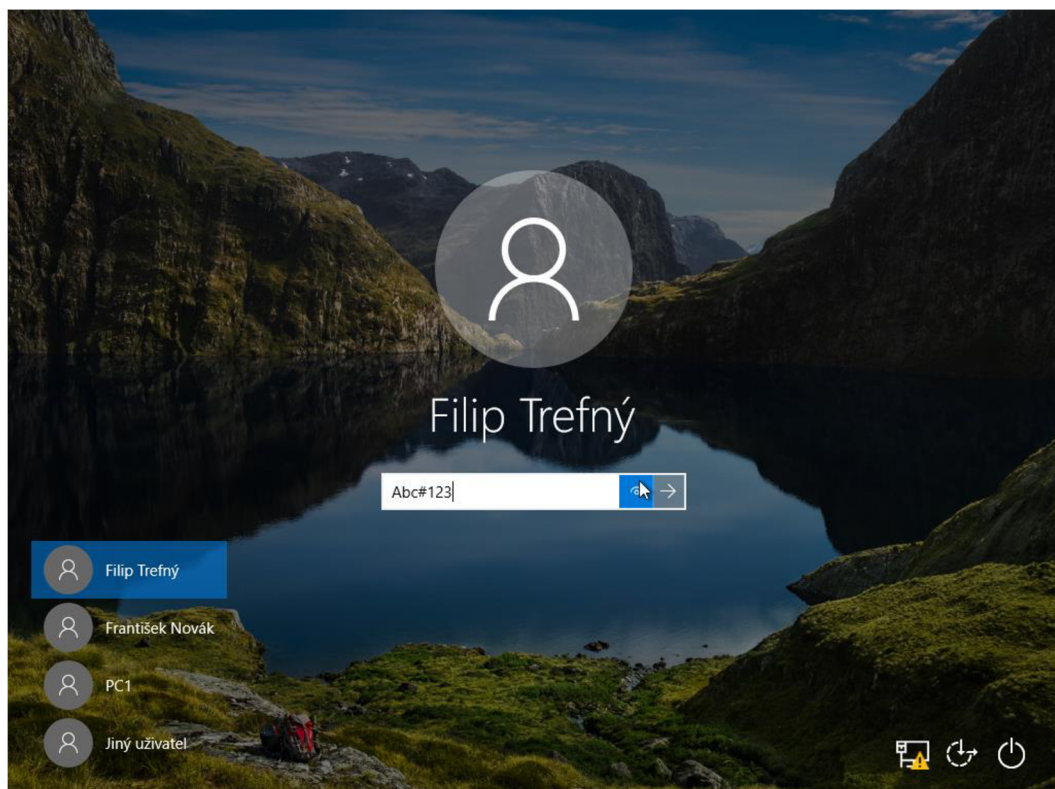 Filip Trefný
Abc#123
Filip Trefný
František Novák
PC1
Jiný uživatel